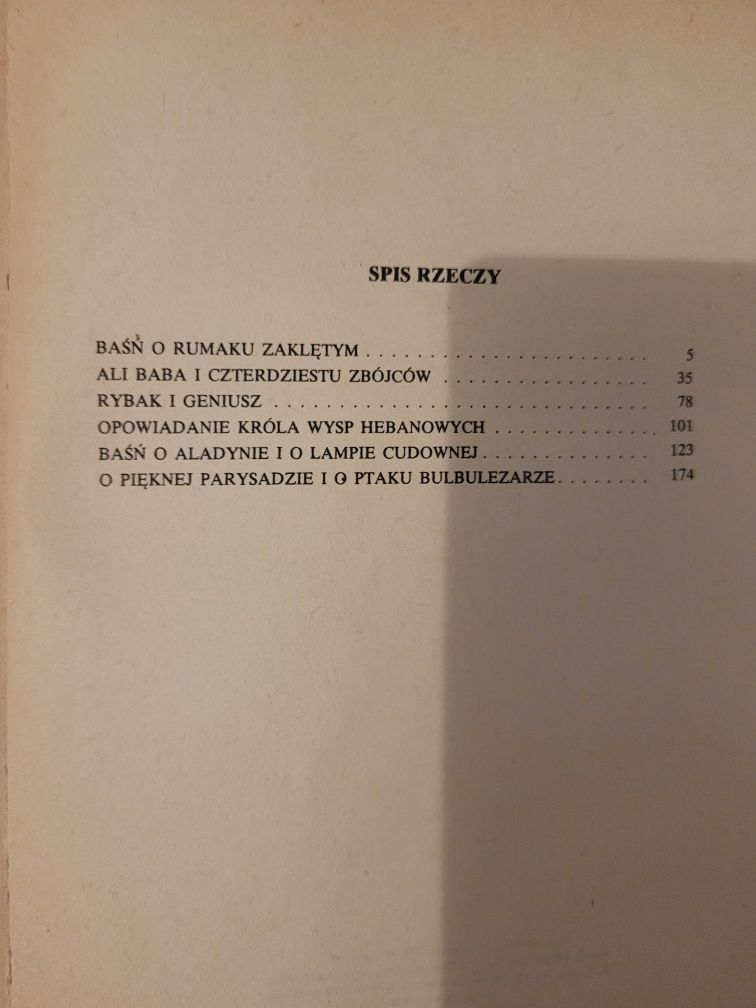 SPIS RZECZY
BAŚŃ O RUMAKU ZAKLĘTYM . . . . . . . . . . . . . . . . . . . . . . . 5
ALI BABA I CZTERDZIESTU ZBÓJCÓW . . . . . . . . . . . . . . . . . 35
RYBAK I GENIUSZ . . . . . . . . . . . . . . . . . . . . . . . . . . . . . . 78
OPOWIADANIE KRÓLA WYSP HEBANOWYCH . . . . . . . . . . . . . 101
BAŚŃ O ALADYNIE I O LAMPIE CUDOWNEJ . . . . . . . . . . . . . . 123
O PIĘKNEJ PARYSADZIE I O PTAKU BULBULEZARZE . . . . . . . . 174